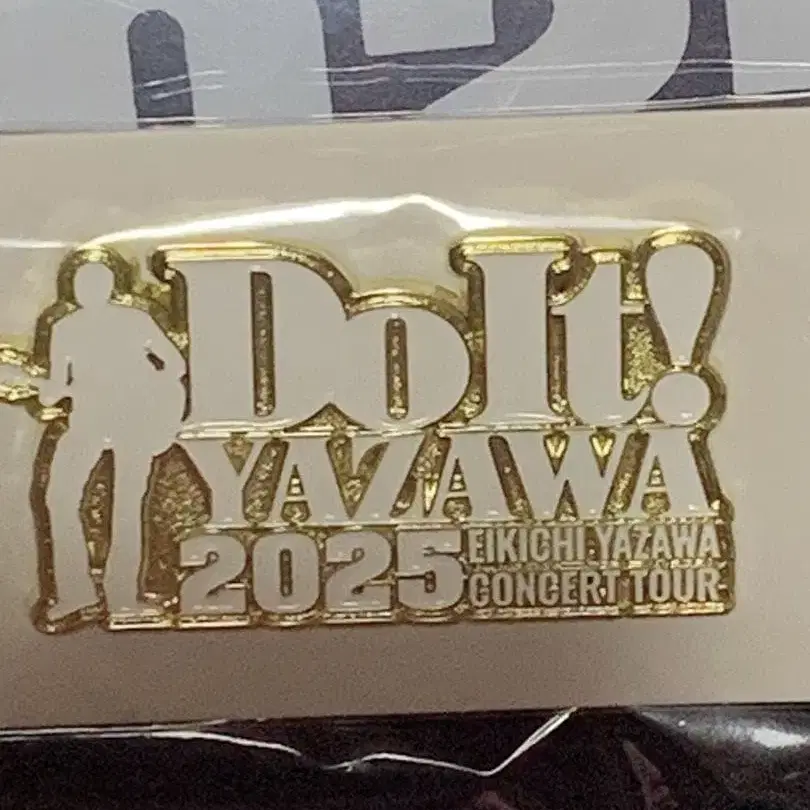 Do It!
YAZAWA
2025 EIKICHI YAZAWA
CONCERT TOUR